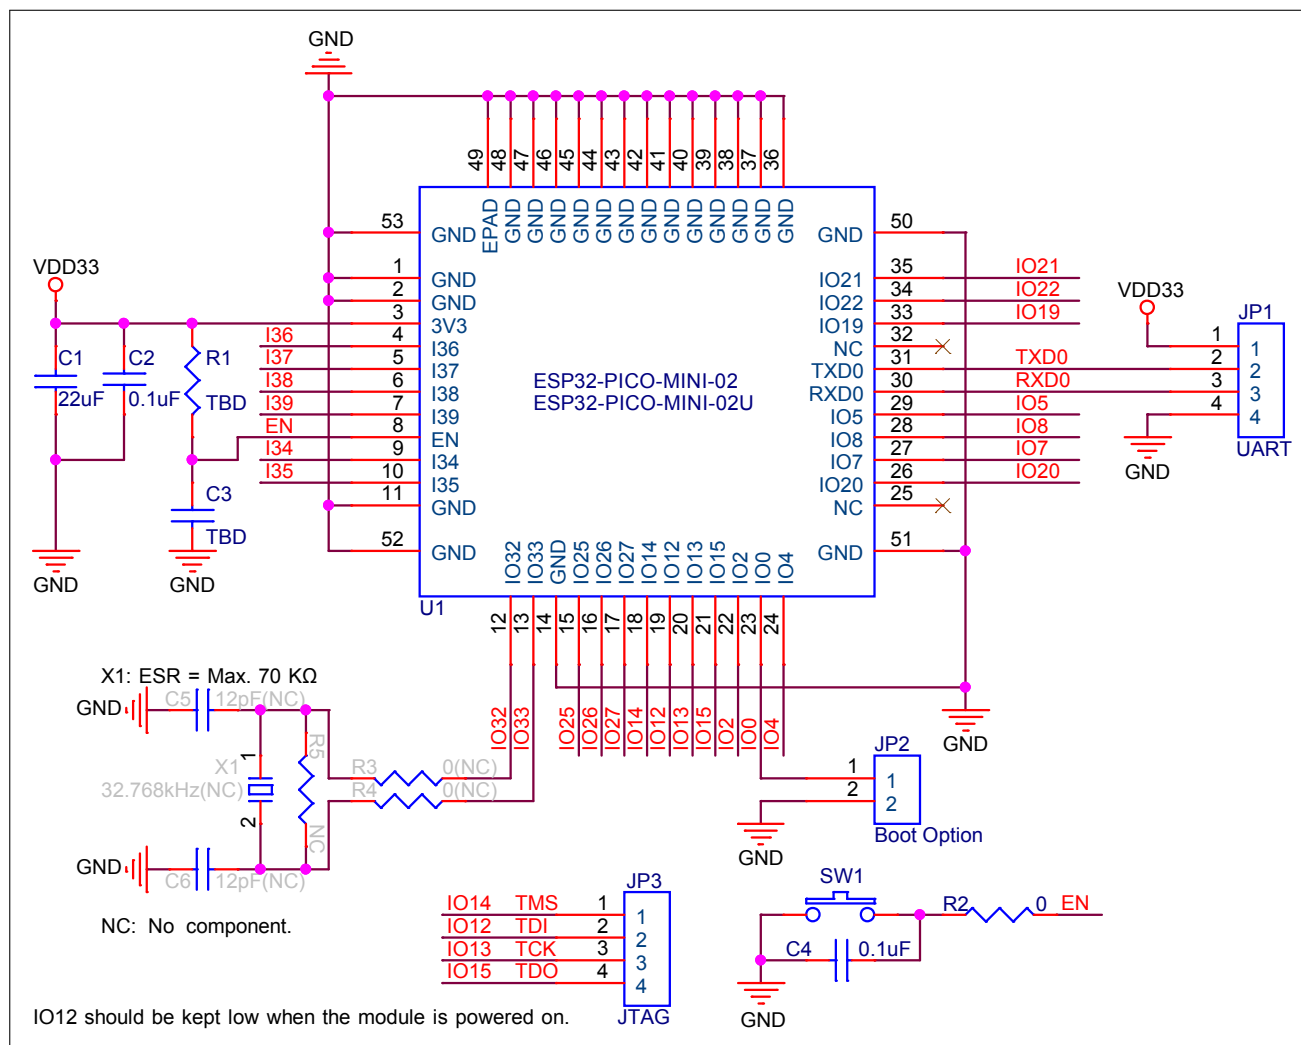 GND
49 48 47 46 45 44 43 42 41 40 39 38 37 36
EPAD GND GND GND GND GND GND GND GND GND GND GND GND GND
53 GND
GND 50
VDD33
1 GND
2 GND
3 3V3
I36 4 I36
I37 5 I37
I38 6 I38
I39 7 I39
EN 8 EN
I34 9 I34
I35 10 I35
11 GND
52 GND
C1
22uF
C2
0.1uF
R1
TBD
C3
TBD
GND
GND
ESP32-PICO-MINI-02
ESP32-PICO-MINI-02U
IO21 35 IO21
IO22 34 IO22
IO19 33 IO19
NC 32
TXD0 31 TXD0
RXD0 30 RXD0
IO5 29 IO5
IO8 28 IO8
IO7 27 IO7
IO20 26 IO20
NC 25
GND 51
VDD33
JP1
1 1
2 2
3 3
4 4
GND
UART
IO32 IO33 GND IO25 IO26 IO27 IO14 IO12 IO13 IO15 IO2 IO0 IO4
U1
12 13 14 15 16 17 18 19 20 21 22 23 24
IO32 IO33 IO25 IO26 IO27 IO14 IO12 IO13 IO15 IO2 IO0 IO4
GND
X1: ESR = Max. 70 KΩ
GND
C5 12pF(NC)
1
X1
32.768kHz(NC)
2
R5
NC
R3 0(NC)
R4 0(NC)
GND
C6 12pF(NC)
NC: No component.
JP2
1 1
2 2
GND
Boot Option
JP3
IO14 TMS 1 1
IO12 TDI 2 2
IO13 TCK 3 3
IO15 TDO 4 4
JTAG
SW1
R2 0 EN
C4 0.1uF
GND
IO12 should be kept low when the module is powered on.